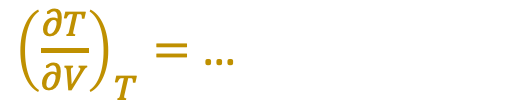 (∂T/∂V)_T = ...